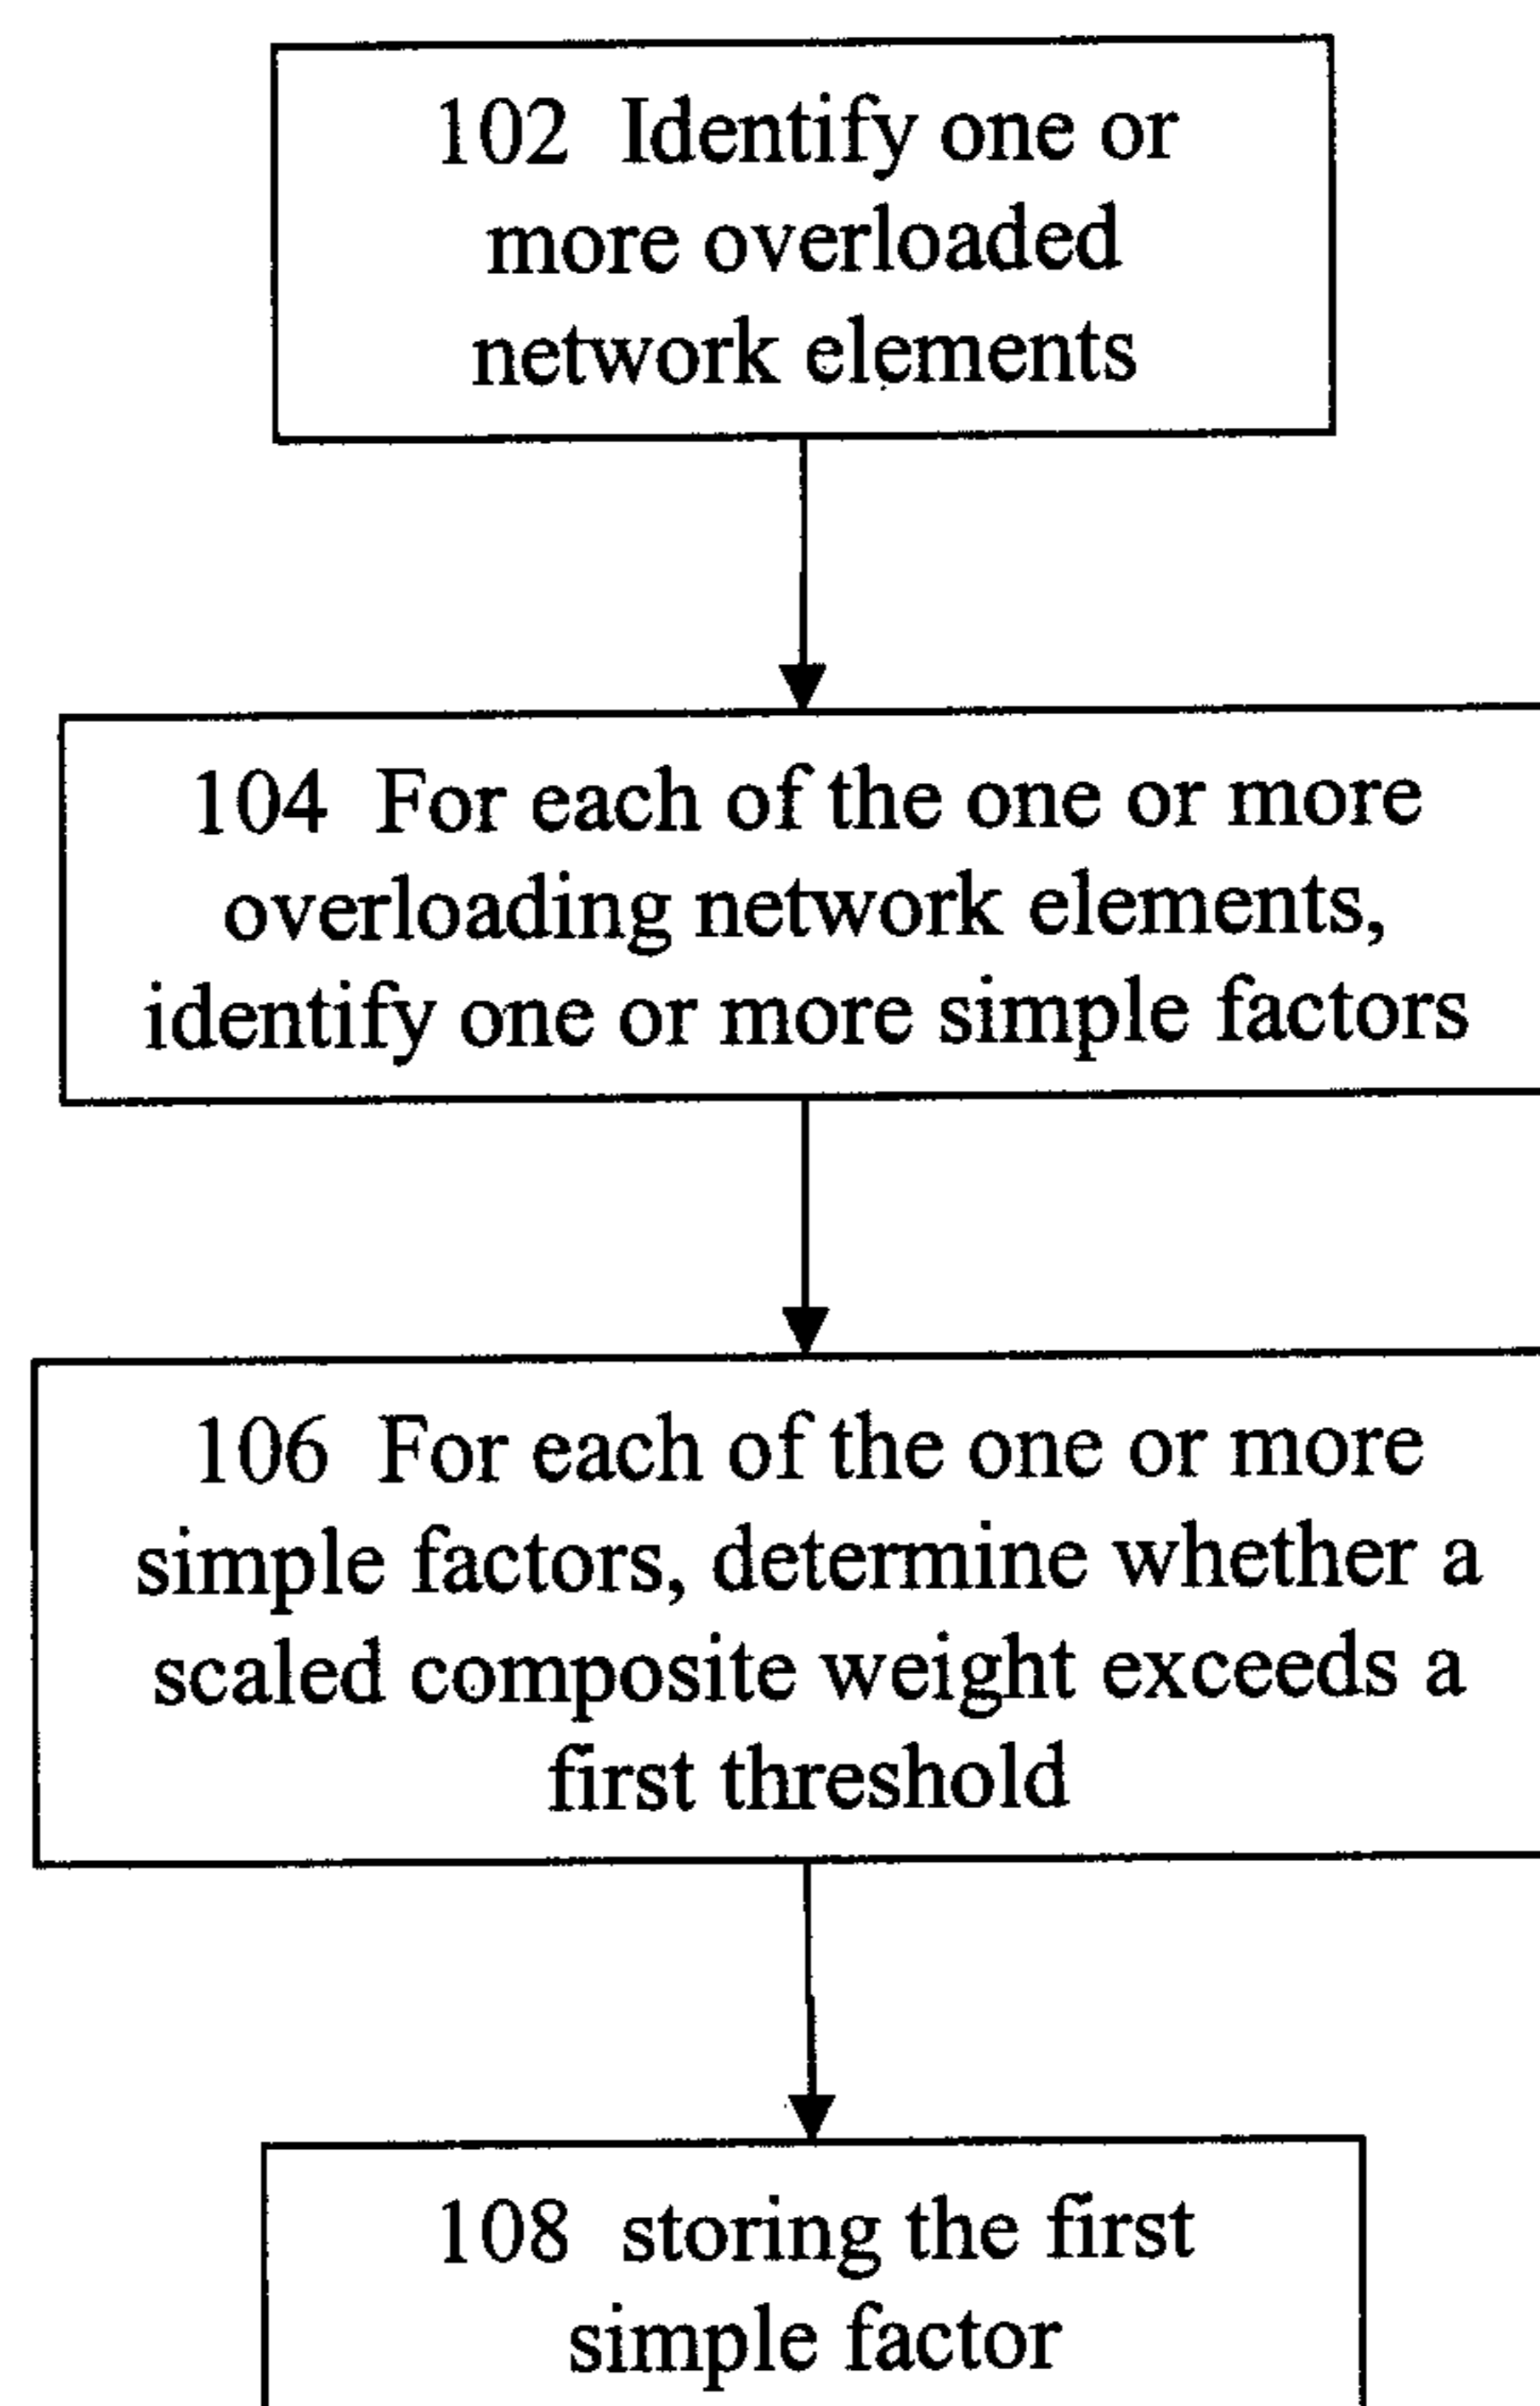 102 Identify one or
more overloaded
network elements
104 For each of the one or more
overloading network elements,
identify one or more simple factors
106 For each of the one or more
simple factors, determine whether a
scaled composite weight exceeds a
first threshold
108 storing the first
simple factor